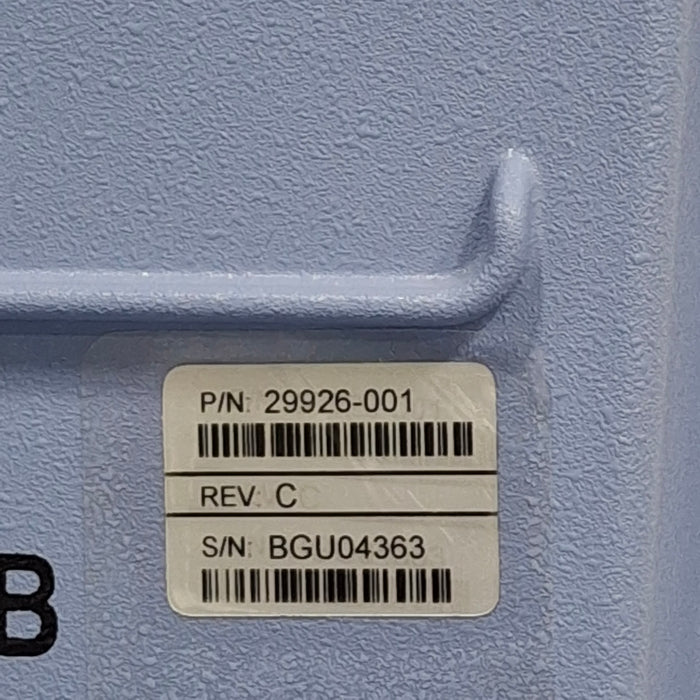 P/N: 29926-001
REV: C
S/N: BGU04363
B